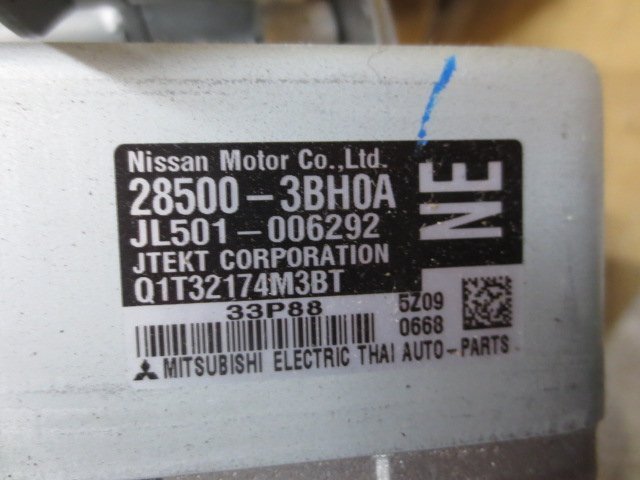 Nissan Motor Co.,Ltd.
28500-3BH0A
JL501-006292
JTEKT CORPORATION
Q1T32174M3BT
NE
33P88
5Z09
0668
MITSUBISHI ELECTRIC THAI AUTO-PARTS